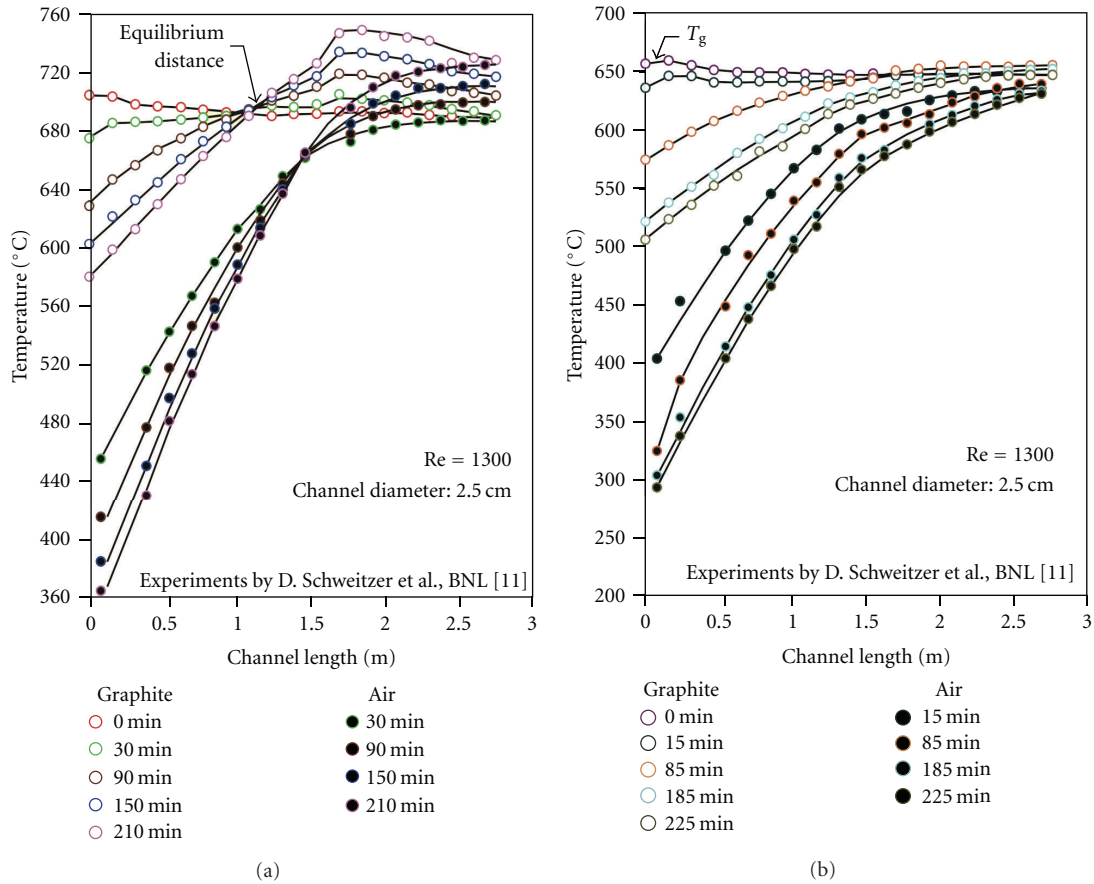 760
720
680
640
600
560
520
480
440
400
360
Temperature (°C)
Equilibrium
distance
Re = 1300
Channel diameter: 2.5 cm
Experiments by D. Schweitzer et al., BNL [11]
0 0.5 1 1.5 2 2.5 3
Channel length (m)
Graphite
0 min
30 min
90 min
150 min
210 min
Air
30 min
90 min
150 min
210 min
(a)
700
650
600
550
500
450
400
350
300
250
200
Temperature (°C)
Tg
Re = 1300
Channel diameter: 2.5 cm
Experiments by D. Schweitzer et al., BNL [11]
0 0.5 1 1.5 2 2.5 3
Channel length (m)
Graphite
0 min
15 min
85 min
185 min
225 min
Air
15 min
85 min
185 min
225 min
(b)